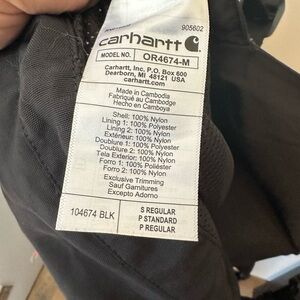 905602
carhartt
MODEL NO. OR4674-M
Carhartt, Inc. P.O. Box 600
Dearborn, MI 48121 USA
carhartt.com
Made in Cambodia
Fabriqué au Cambodge
Hecho en Camboya
Shell: 100% Nylon
Lining 1: 100% Polyester
Lining 2: 100% Nylon
Extérieur: 100% Nylon
Doublure 1: 100% Polyester
Doublure 2: 100% Nylon
Tela Exterior: 100% Nylon
Forro 1: 100% Poliéster
Forro 2: 100% Nylon
Exclusive Trimming
Sauf Garnitures
Excepto Adorno
104674 BLK
S REGULAR
P STANDARD
P REGULAR